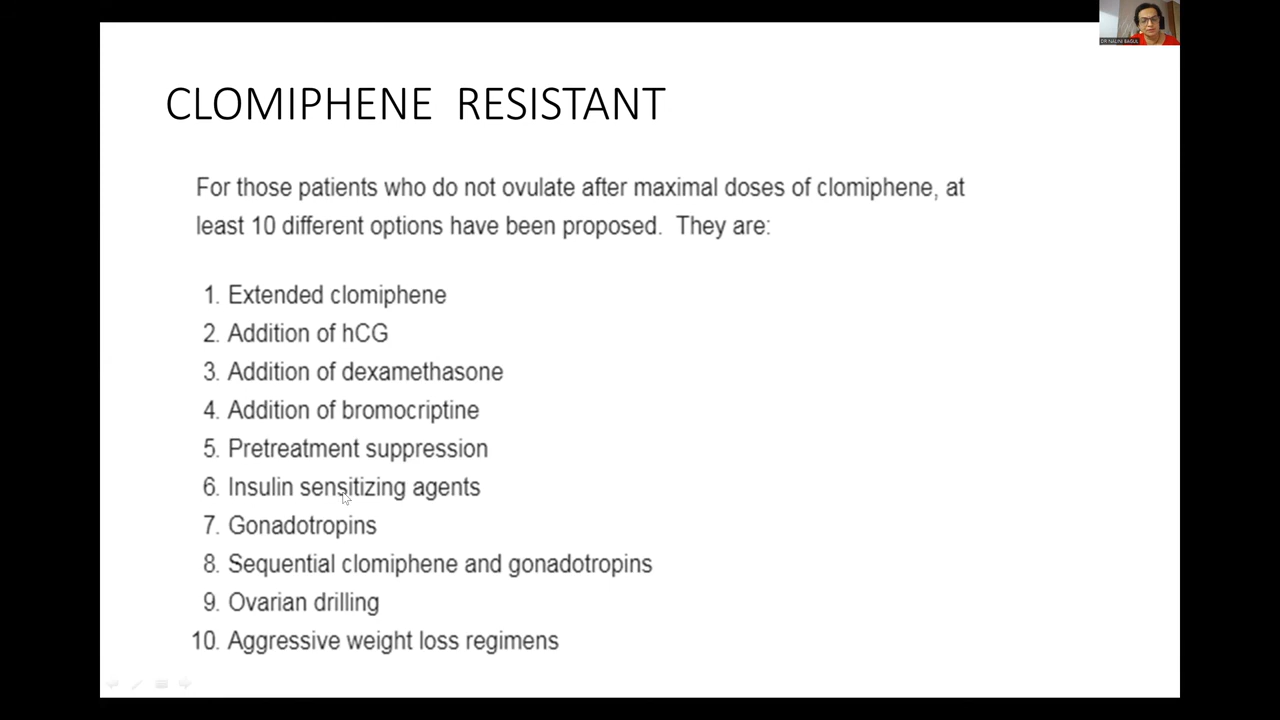 DR NALINI BAGUL
CLOMIPHENE RESISTANT
For those patients who do not ovulate after maximal doses of clomiphene, at
least 10 different options have been proposed. They are:
1. Extended clomiphene
2. Addition of hCG
3. Addition of dexamethasone
4. Addition of bromocriptine
5. Pretreatment suppression
6. Insulin sensitizing agents
7. Gonadotropins
8. Sequential clomiphene and gonadotropins
9. Ovarian drilling
10. Aggressive weight loss regimens